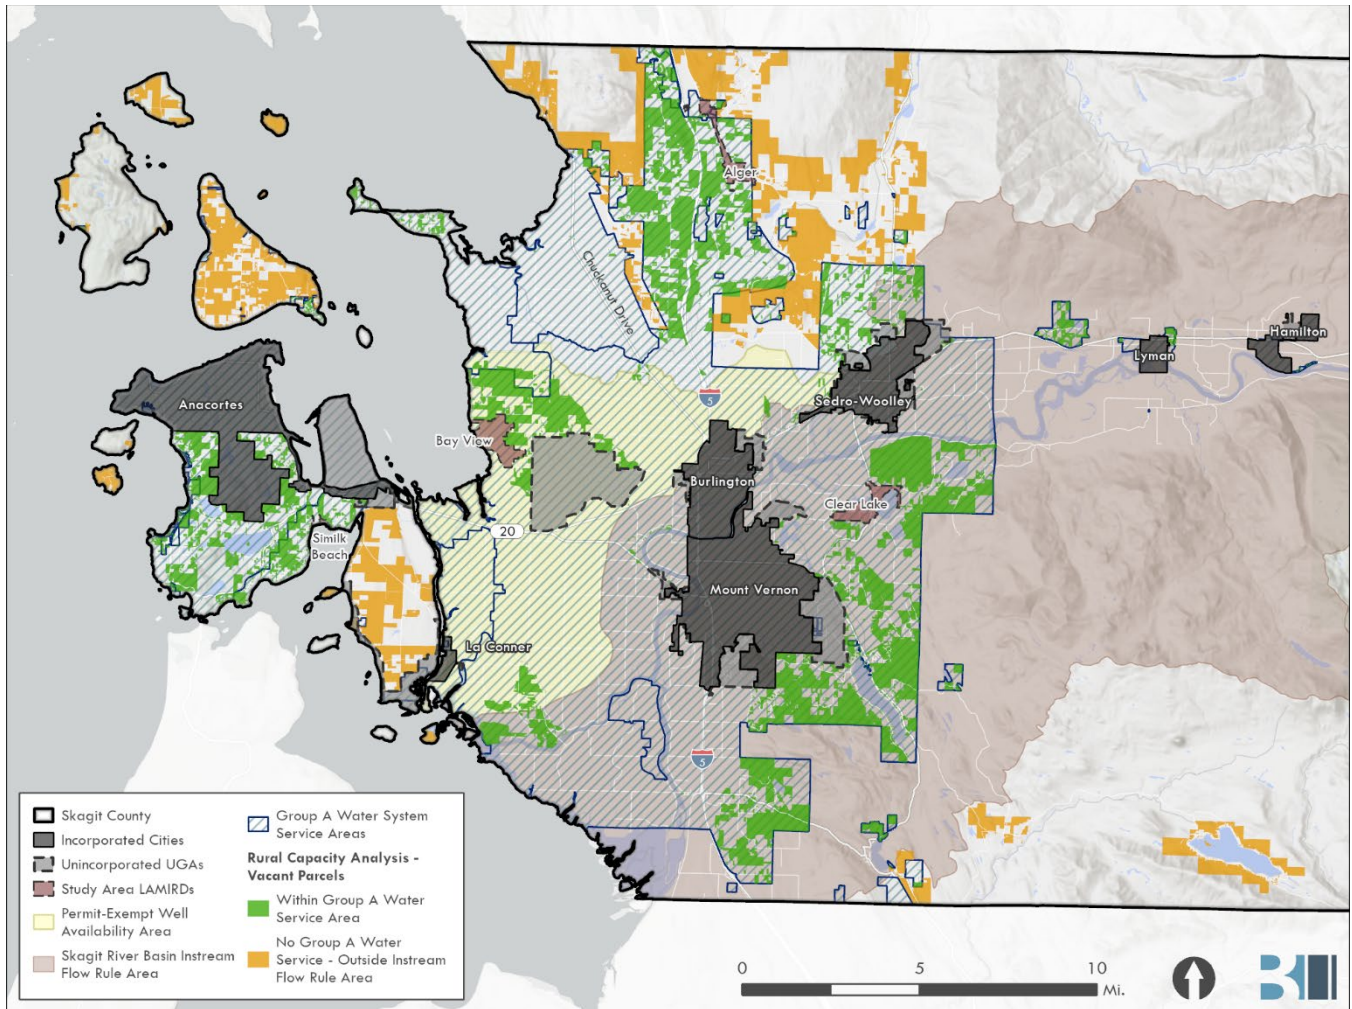 Alger
Chuckanut Drive
Hamilton
Lyman
5
Sedro-Woolley
Anacortes
Bay View
Burlington
Clear Lake
20
Similk
Beach
Mount Vernon
La Conner
5
Skagit County
Incorporated Cities
Unincorporated UGAs
Study Area LAMIRDs
Permit-Exempt Well
Availability Area
Skagit River Basin Instream
Flow Rule Area
Group A Water System
Service Areas
Rural Capacity Analysis -
Vacant Parcels
Within Group A Water
Service Area
No Group A Water
Service - Outside Instream
Flow Rule Area
0 5 10
Mi.